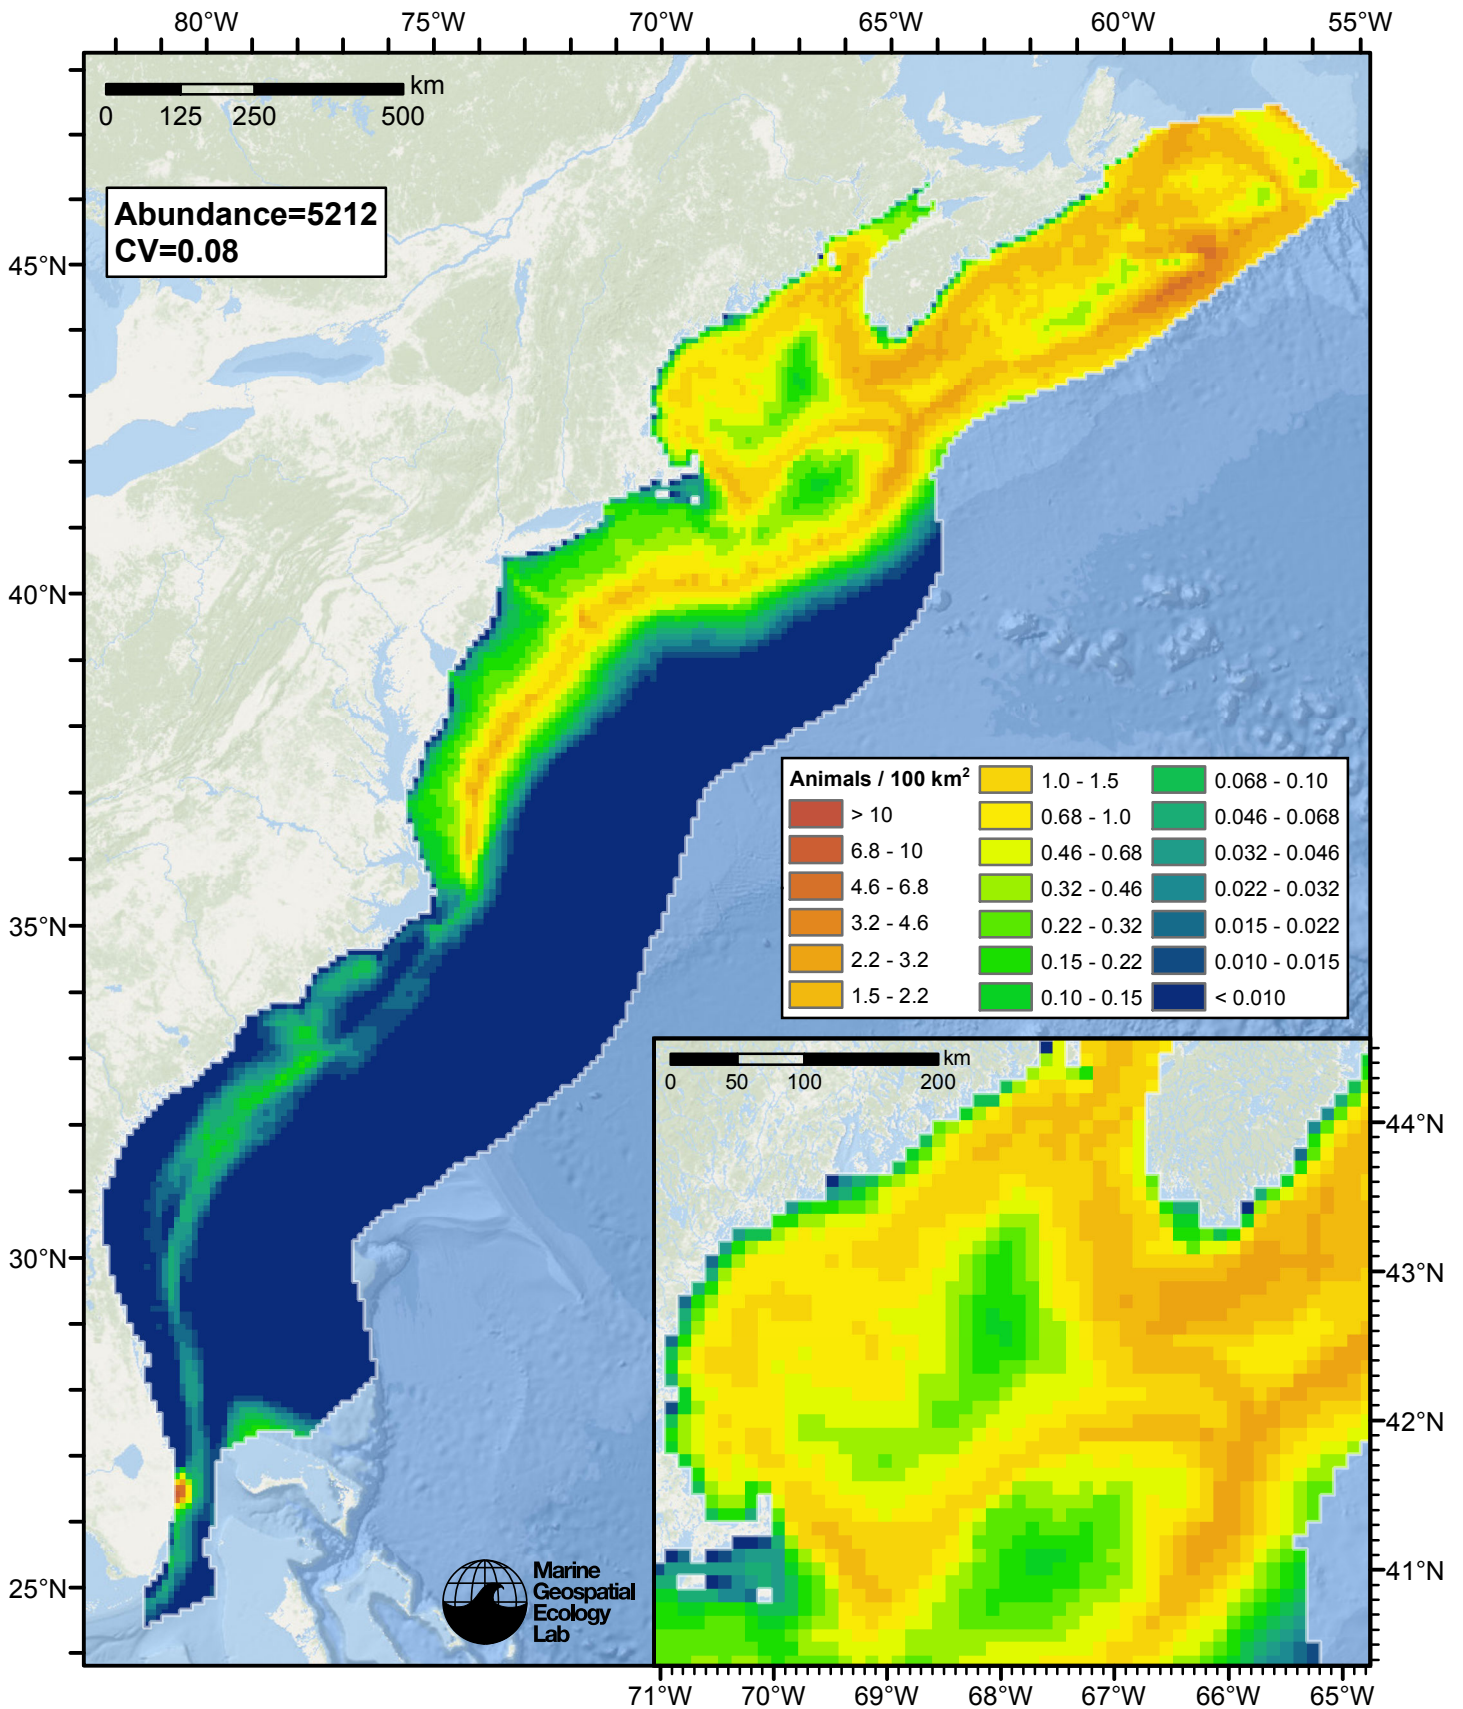 80°W 75°W 70°W 65°W 60°W 55°W
km
0 125 250 500
Abundance=5212
CV=0.08
45°N
40°N
35°N
30°N
25°N
Animals / 100 km²
> 10
6.8 - 10
4.6 - 6.8
3.2 - 4.6
2.2 - 3.2
1.5 - 2.2
1.0 - 1.5
0.68 - 1.0
0.46 - 0.68
0.32 - 0.46
0.22 - 0.32
0.15 - 0.22
0.10 - 0.15
0.068 - 0.10
0.046 - 0.068
0.032 - 0.046
0.022 - 0.032
0.015 - 0.022
0.010 - 0.015
< 0.010
km
0 50 100 200
44°N
43°N
42°N
41°N
Marine
Geospatial
Ecology
Lab
71°W 70°W 69°W 68°W 67°W 66°W 65°W